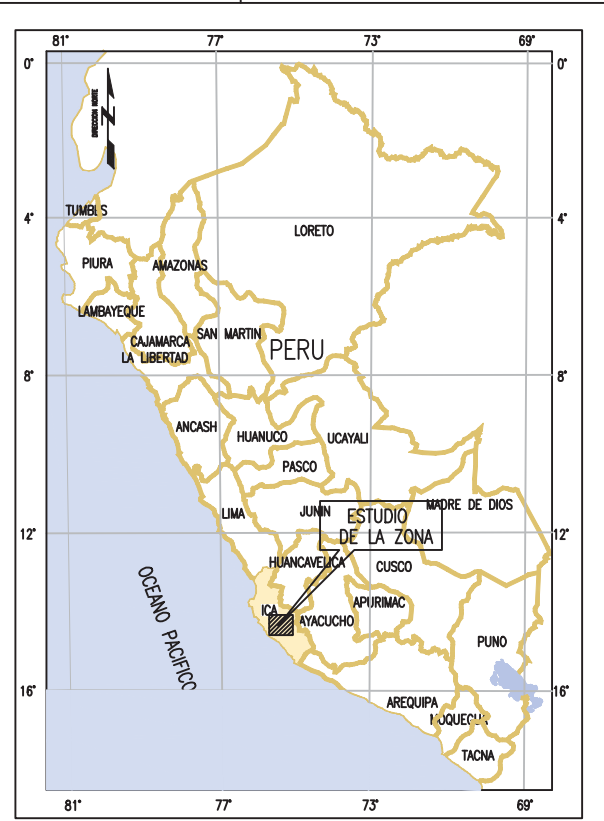 81°
77°
73°
69°
0°
0°
DIRECCIÓN NORTE
N
TUMBES
4°
4°
LORETO
PIURA
AMAZONAS
LAMBAYEQUE
SAN MARTIN
CAJAMARCA
PERU
LA LIBERTAD
8°
8°
ANCASH
HUANUCO
UCAYALI
PASCO
LIMA
JUNIN
MADRE DE DIOS
ESTUDIO
DE LA ZONA
12°
12°
HUANCAVELICA
CUSCO
OCEANO PACIFICO
ICA
APURIMAC
AYACUCHO
PUNO
16°
16°
AREQUIPA
MOQUEGUA
TACNA
81°
77°
73°
69°